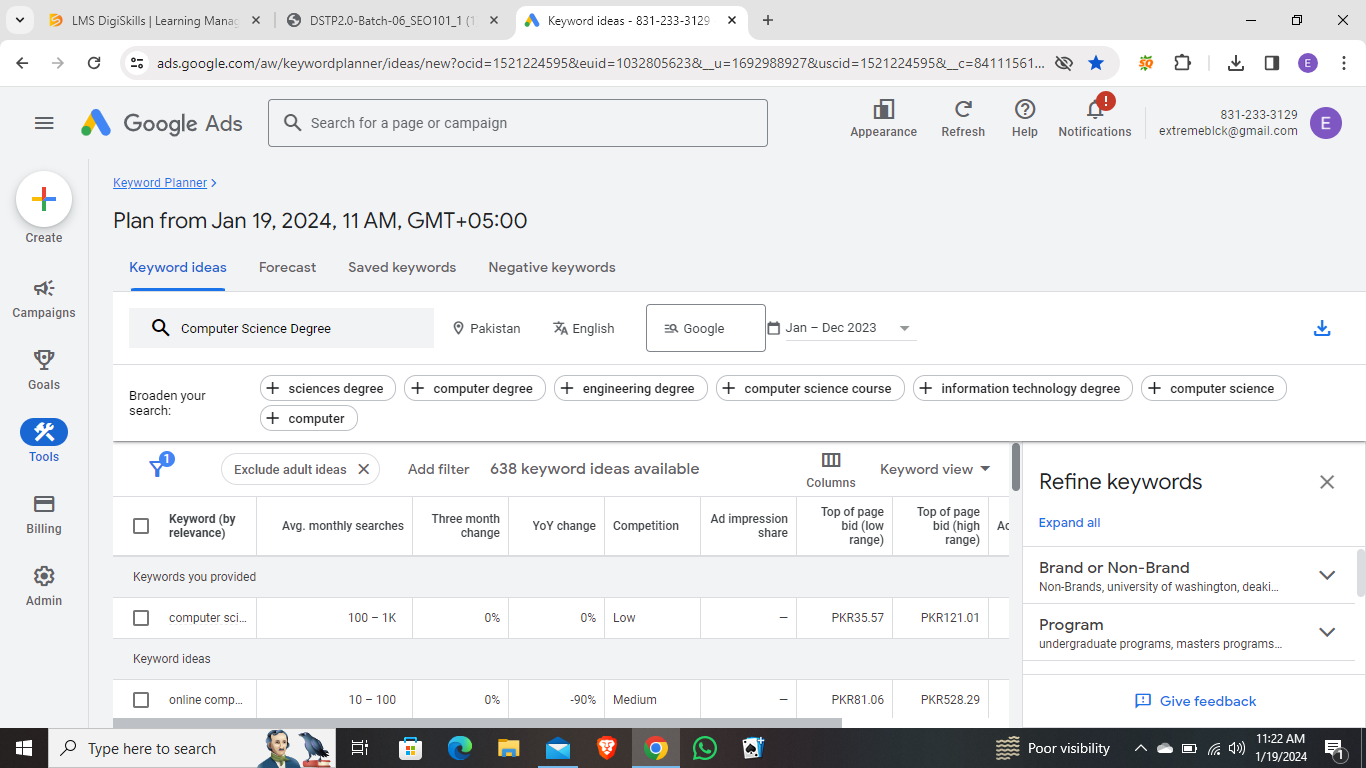 LMS DigiSkills | Learning Manag
DSTP2.0-Batch-06_SEO101_1 (1
Keyword ideas - 831-233-3129
ads.google.com/aw/keywordplanner/ideas/new?ocid=1521224595&euid=1032805623&__u=1692988927&uscid=1521224595&__c=84111561...
SQ
E
Google Ads
Search for a page or campaign
Appearance
Refresh
Help
!
Notifications
831-233-3129
extremeblck@gmail.com
E
Create
Campaigns
Goals
Tools
Billing
Admin
Keyword Planner
Plan from Jan 19, 2024, 11 AM, GMT+05:00
Keyword ideas Forecast Saved keywords Negative keywords
Computer Science Degree
Pakistan
English
Google
Jan – Dec 2023
Broaden your
search:
sciences degree
computer degree
engineering degree
computer science course
information technology degree
computer science
computer
1
Exclude adult ideas
Add filter
638 keyword ideas available
Columns
Keyword view
Keyword (by
relevance)
Avg. monthly searches
Three month
change
YoY change
Competition
Ad impression
share
Top of page
bid (low
range)
Top of page
bid (high
range)
Ac
Keywords you provided
computer sci... 100 – 1K 0% 0% Low – PKR35.57 PKR121.01
Keyword ideas
online comp... 10 – 100 0% -90% Medium – PKR81.06 PKR528.29
Refine keywords
Expand all
Brand or Non-Brand
Non-Brands, university of washington, deaki...
Program
undergraduate programs, masters programs...
Give feedback
Type here to search
Poor visibility
11:22 AM
1/19/2024
1